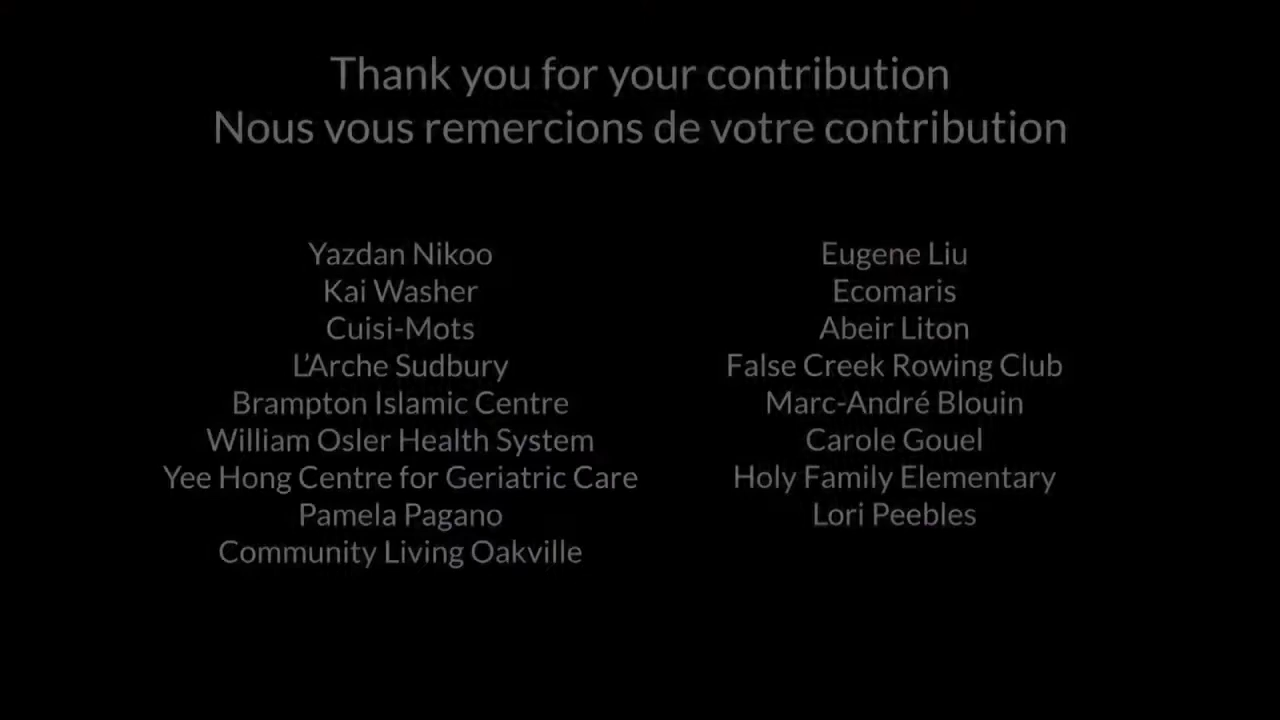 Thank you for your contribution
Nous vous remercions de votre contribution
Yazdan Nikoo
Kai Washer
Cuisi-Mots
L'Arche Sudbury
Brampton Islamic Centre
William Osler Health System
Yee Hong Centre for Geriatric Care
Pamela Pagano
Community Living Oakville
Eugene Liu
Ecomaris
Abeir Liton
False Creek Rowing Club
Marc-André Blouin
Carole Gouel
Holy Family Elementary
Lori Peebles